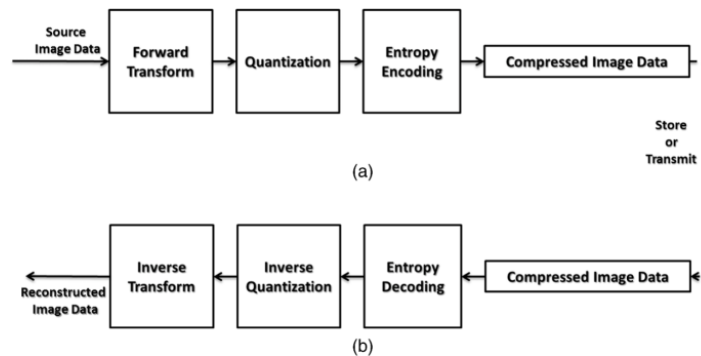 Source
Image Data
Forward
Transform
Quantization
Entropy
Encoding
Compressed Image Data
Store
or
Transmit
(a)
Inverse
Transform
Inverse
Quantization
Entropy
Decoding
Compressed Image Data
Reconstructed
Image Data
(b)